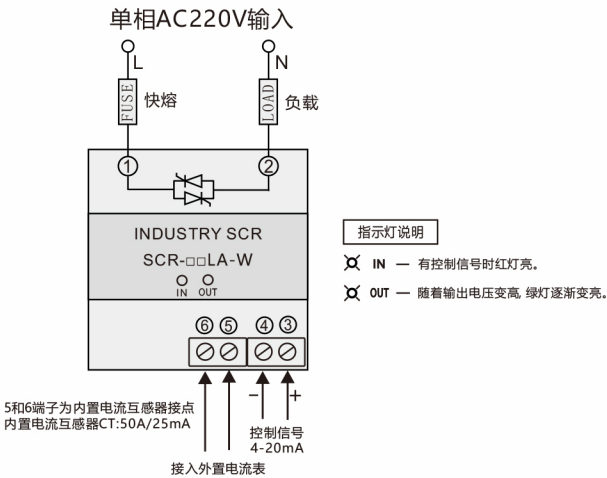 单相AC220V输入
L
N
FUSE
快熔
LOAD
负载
①
②
INDUSTRY SCR
SCR-□□LA-W
IN
OUT
指示灯说明
IN — 有控制信号时红灯亮。
OUT — 随着输出电压变高, 绿灯逐渐变亮。
⑥ ⑤ ④ ③
− +
5和6端子为内置电流互感器接点
内置电流互感器CT:50A/25mA
控制信号
4-20mA
接入外置电流表